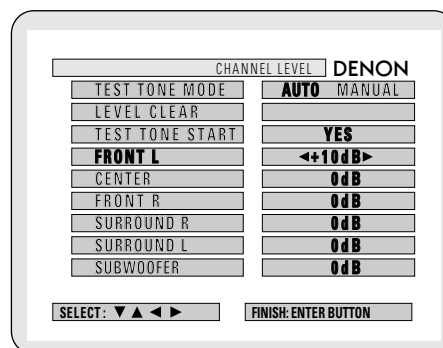 CHANNEL LEVEL DENON
TEST TONE MODE AUTO MANUAL
LEVEL CLEAR
TEST TONE START YES
FRONT L ◄+10dB►
CENTER 0dB
FRONT R 0dB
SURROUND R 0dB
SURROUND L 0dB
SUBWOOFER 0dB
SELECT: ▼ ▲ ◄ ► FINISH: ENTER BUTTON